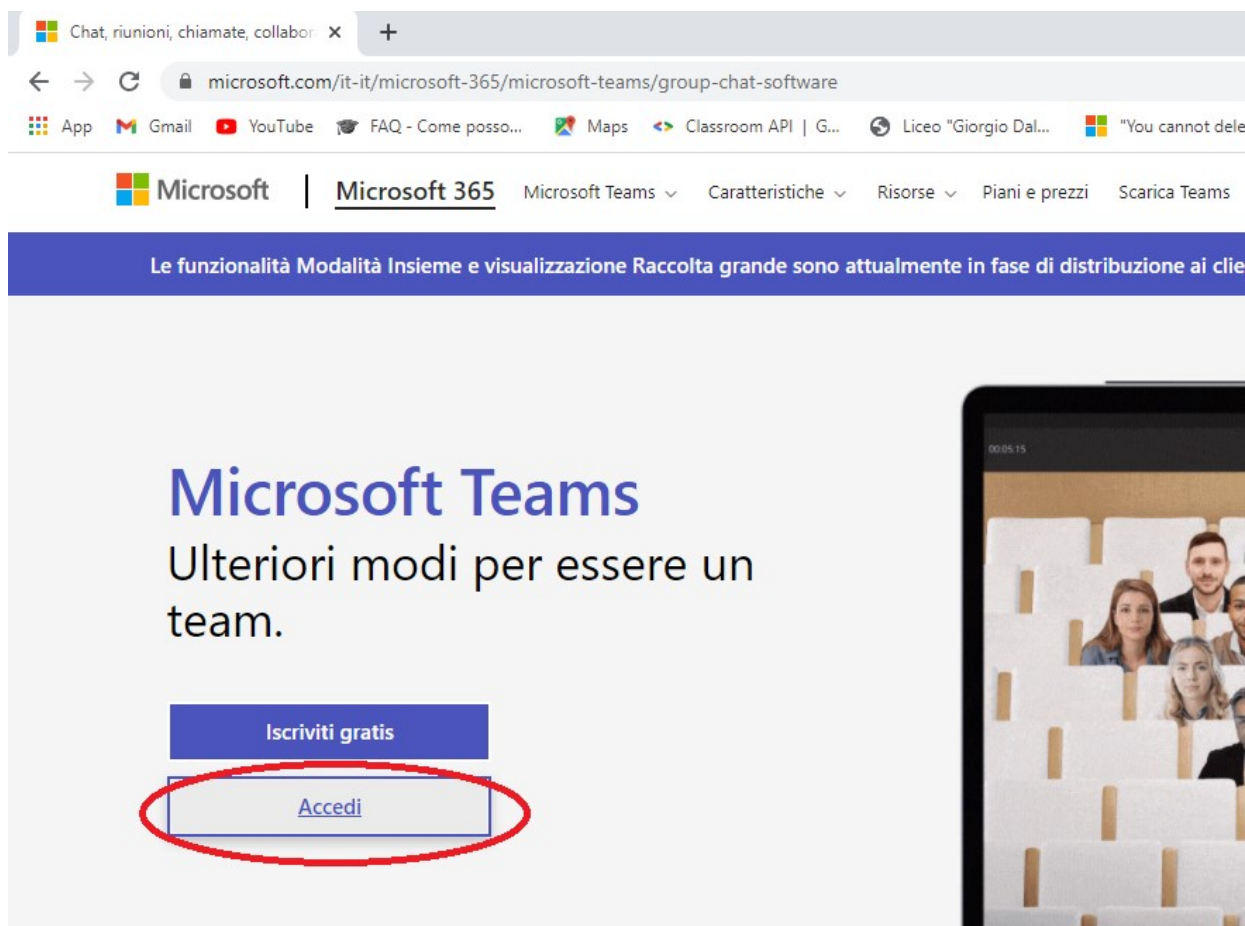 Chat, riunioni, chiamate, collabor
microsoft.com/it-it/microsoft-365/microsoft-teams/group-chat-software
App Gmail YouTube FAQ - Come posso... Maps Classroom API | G... Liceo "Giorgio Dal... "You cannot dele
Microsoft | Microsoft 365 Microsoft Teams Caratteristiche Risorse Piani e prezzi Scarica Teams
Le funzionalità Modalità Insieme e visualizzazione Raccolta grande sono attualmente in fase di distribuzione ai clie
00:05:15
Microsoft Teams
Ulteriori modi per essere un
team.
Iscriviti gratis
Accedi